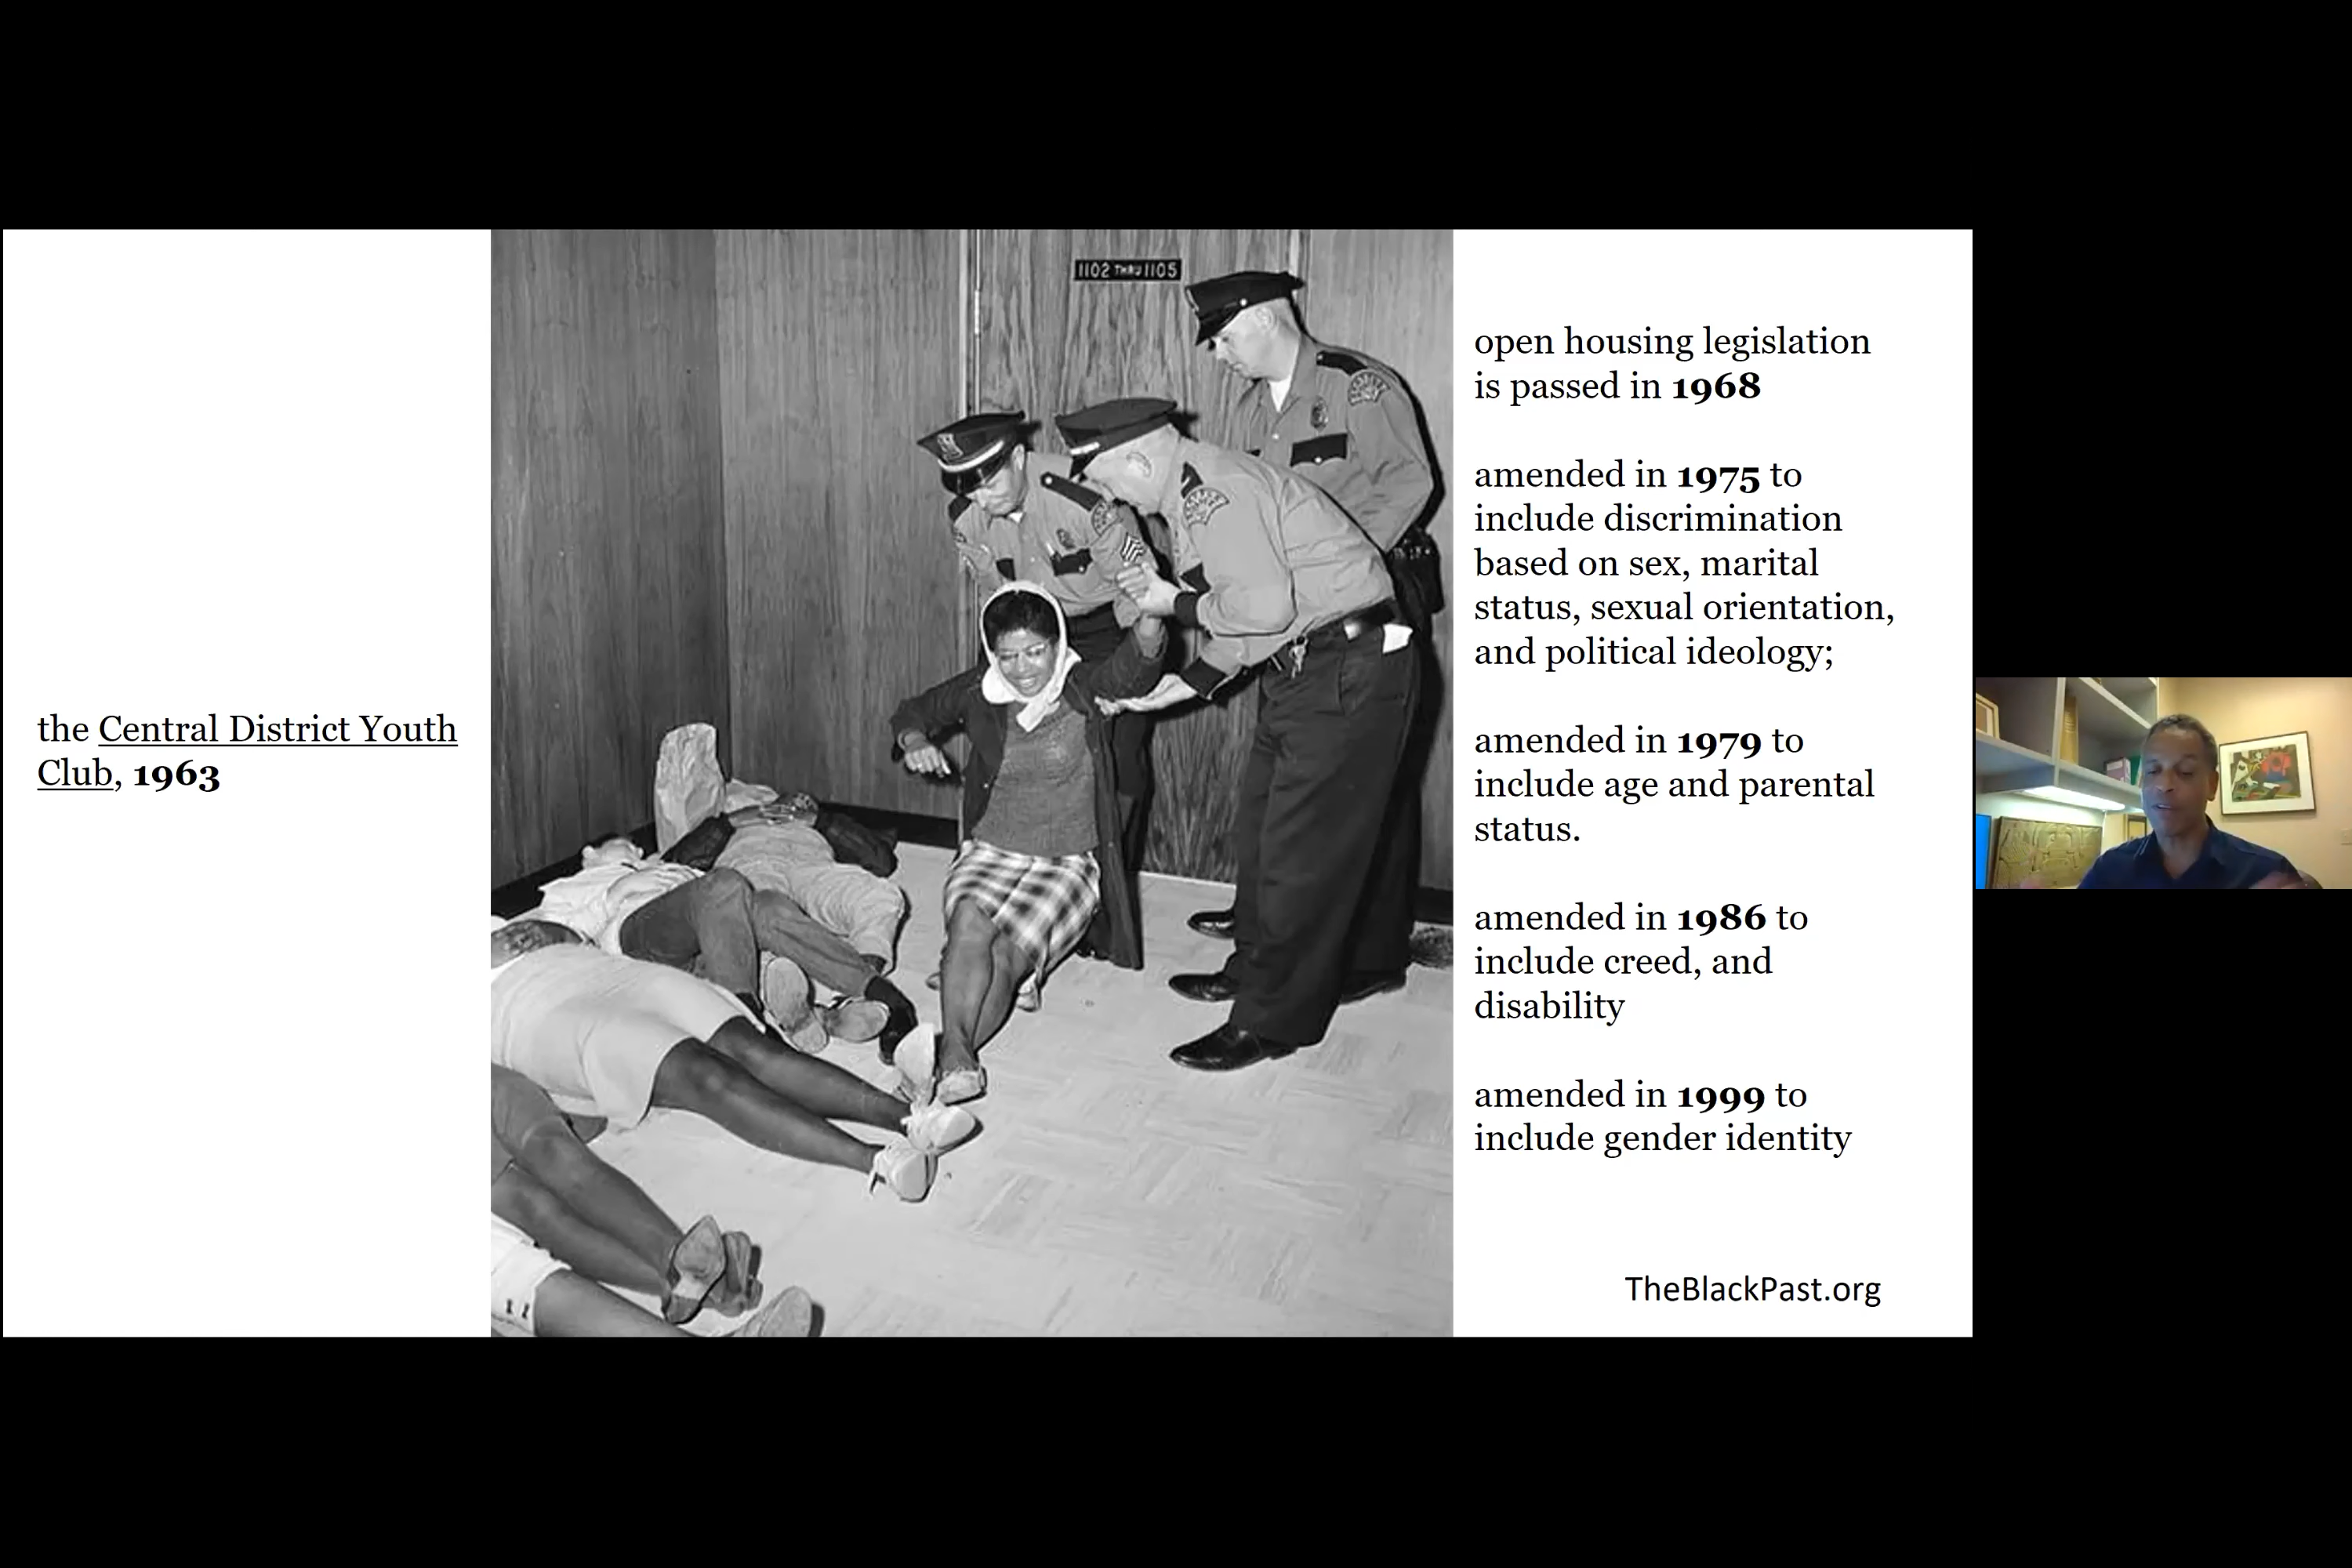 the Central District Youth
Club, 1963
1102 THRU 1105
open housing legislation
is passed in 1968
amended in 1975 to
include discrimination
based on sex, marital
status, sexual orientation,
and political ideology;
amended in 1979 to
include age and parental
status.
amended in 1986 to
include creed, and
disability
amended in 1999 to
include gender identity
TheBlackPast.org